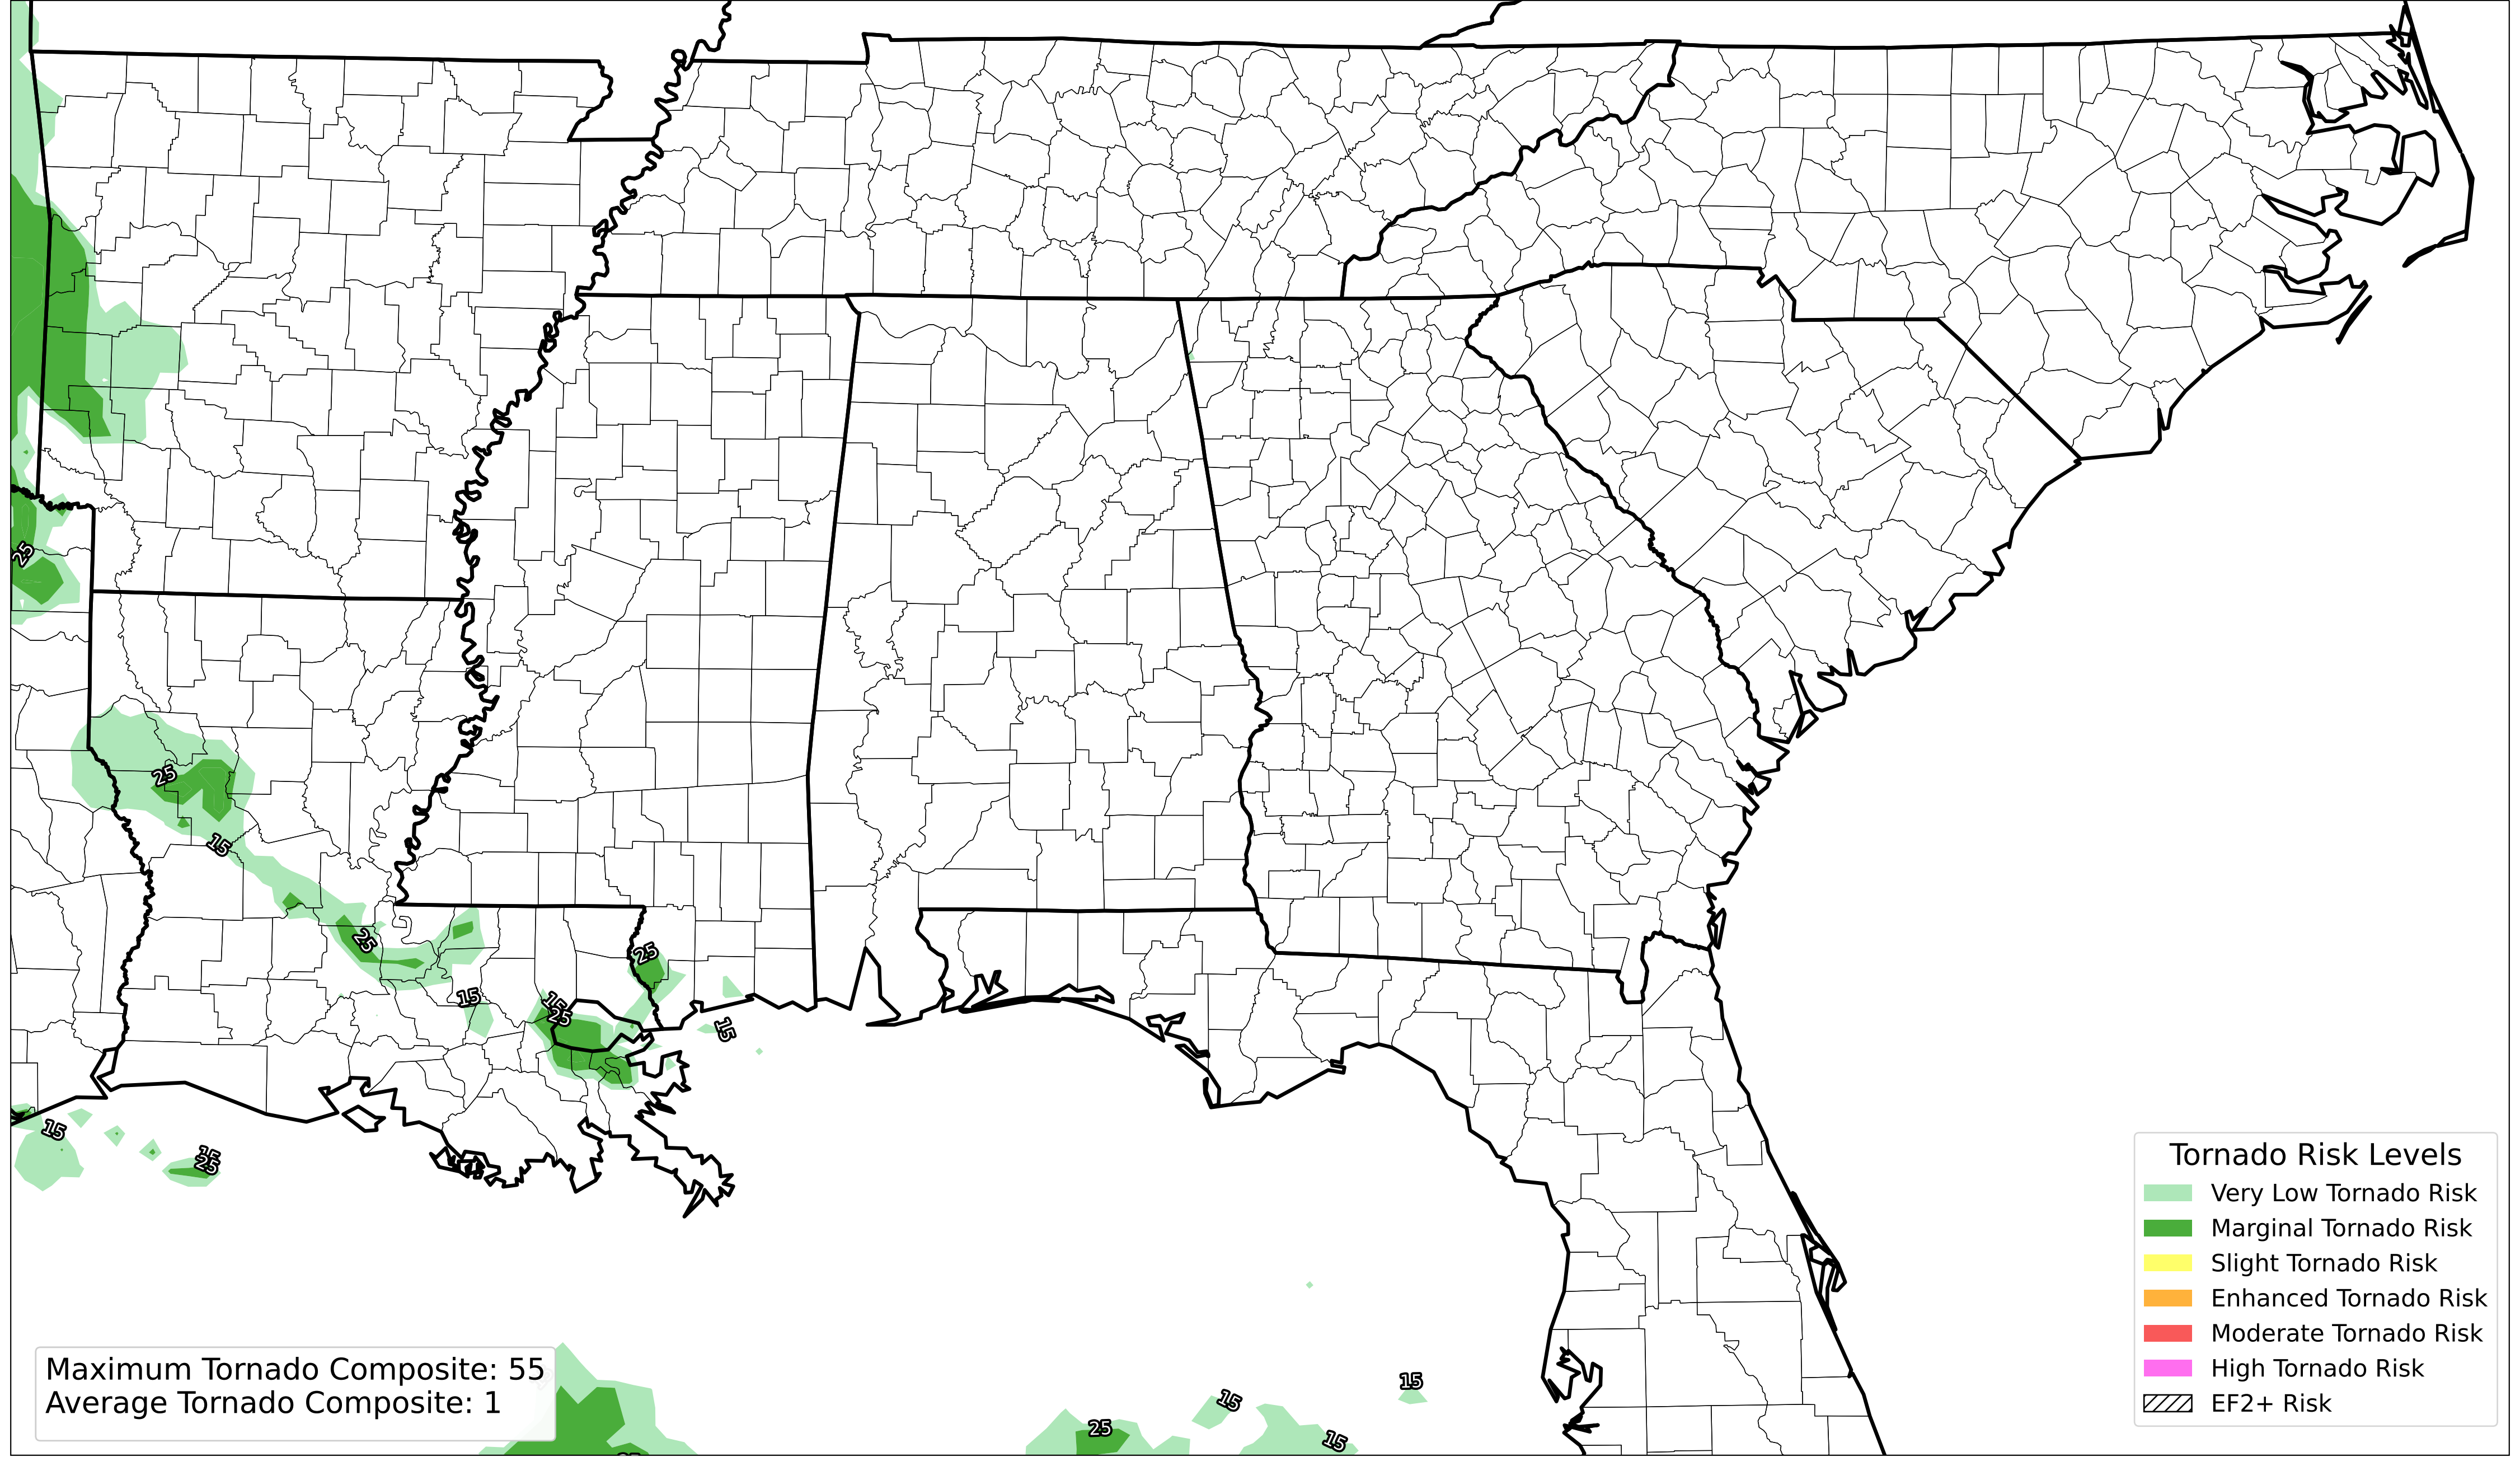 25
25
15
25
25
15
15
25
15
15
15
25
Tornado Risk Levels
Very Low Tornado Risk
Marginal Tornado Risk
Slight Tornado Risk
Enhanced Tornado Risk
Moderate Tornado Risk
High Tornado Risk
EF2+ Risk
Maximum Tornado Composite: 55
Average Tornado Composite: 1
15
15
25
15